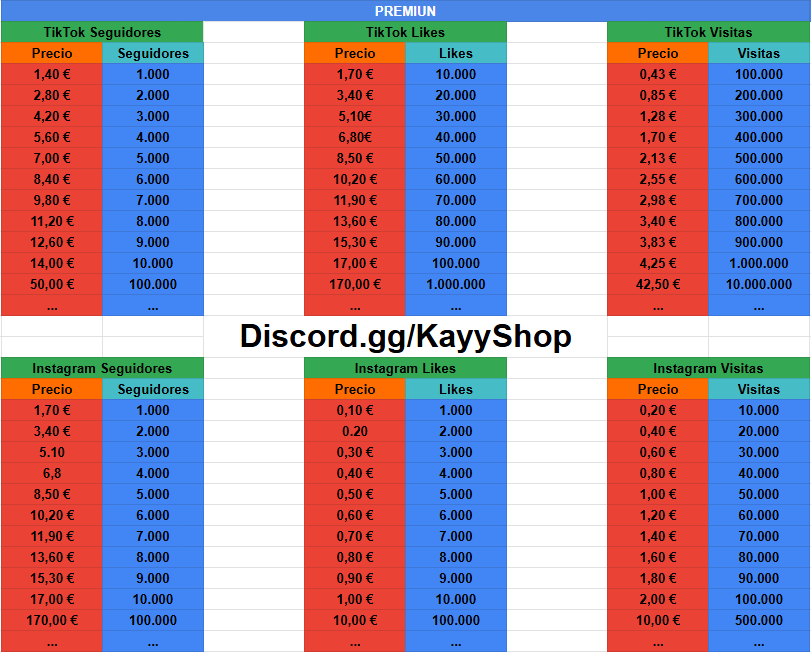 PREMIUN
TikTok Seguidores TikTok Likes TikTok Visitas
Precio Seguidores Precio Likes Precio Visitas
1,40 € 1.000 1,70 € 10.000 0,43 € 100.000
2,80 € 2.000 3,40 € 20.000 0,85 € 200.000
4,20 € 3.000 5,10€ 30.000 1,28 € 300.000
5,60 € 4.000 6,80€ 40.000 1,70 € 400.000
7,00 € 5.000 8,50 € 50.000 2,13 € 500.000
8,40 € 6.000 10,20 € 60.000 2,55 € 600.000
9,80 € 7.000 11,90 € 70.000 2,98 € 700.000
11,20 € 8.000 13,60 € 80.000 3,40 € 800.000
12,60 € 9.000 15,30 € 90.000 3,83 € 900.000
14,00 € 10.000 17,00 € 100.000 4,25 € 1.000.000
50,00 € 100.000 170,00 € 1.000.000 42,50 € 10.000.000
... ... ... ... ... ...
Discord.gg/KayyShop
Instagram Seguidores Instagram Likes Instagram Visitas
Precio Seguidores Precio Likes Precio Visitas
1,70 € 1.000 0,10 € 1.000 0,20 € 10.000
3,40 € 2.000 0.20 2.000 0,40 € 20.000
5.10 3.000 0,30 € 3.000 0,60 € 30.000
6,8 4.000 0,40 € 4.000 0,80 € 40.000
8,50 € 5.000 0,50 € 5.000 1,00 € 50.000
10,20 € 6.000 0,60 € 6.000 1,20 € 60.000
11,90 € 7.000 0,70 € 7.000 1,40 € 70.000
13,60 € 8.000 0,80 € 8.000 1,60 € 80.000
15,30 € 9.000 0,90 € 9.000 1,80 € 90.000
17,00 € 10.000 1,00 € 10.000 2,00 € 100.000
170,00 € 100.000 10,00 € 100.000 10,00 € 500.000
... ... ... ... ... ...